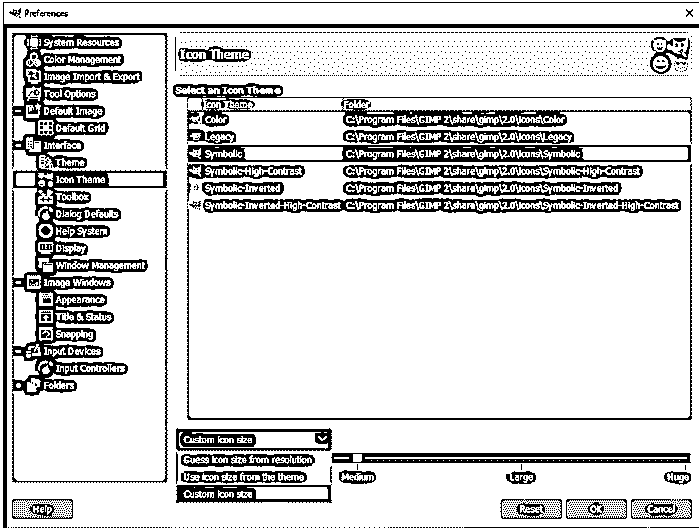 Preferences
System Resources
Color Management
Image Import & Export
Tool Options
Default Image
Default Grid
Interface
Theme
Icon Theme
Toolbox
Dialog Defaults
Help System
Display
Window Management
Image Windows
Appearance
Title & Status
Snapping
Input Devices
Input Controllers
Folders
Icon Theme
Select an Icon Theme
Icon Theme Folder
Color C:\Program Files\GIMP 2\share\gimp\2.0\icons\Color
Legacy C:\Program Files\GIMP 2\share\gimp\2.0\icons\Legacy
Symbolic C:\Program Files\GIMP 2\share\gimp\2.0\icons\Symbolic
Symbolic-High-Contrast C:\Program Files\GIMP 2\share\gimp\2.0\icons\Symbolic-High-Contrast
Symbolic-Inverted C:\Program Files\GIMP 2\share\gimp\2.0\icons\Symbolic-Inverted
Symbolic-Inverted-High-Contrast C:\Program Files\GIMP 2\share\gimp\2.0\icons\Symbolic-Inverted-High-Contrast
Custom icon size
Guess icon size from resolution
Use icon size from the theme
Custom icon size
Medium Large Huge
Help Reset OK Cancel